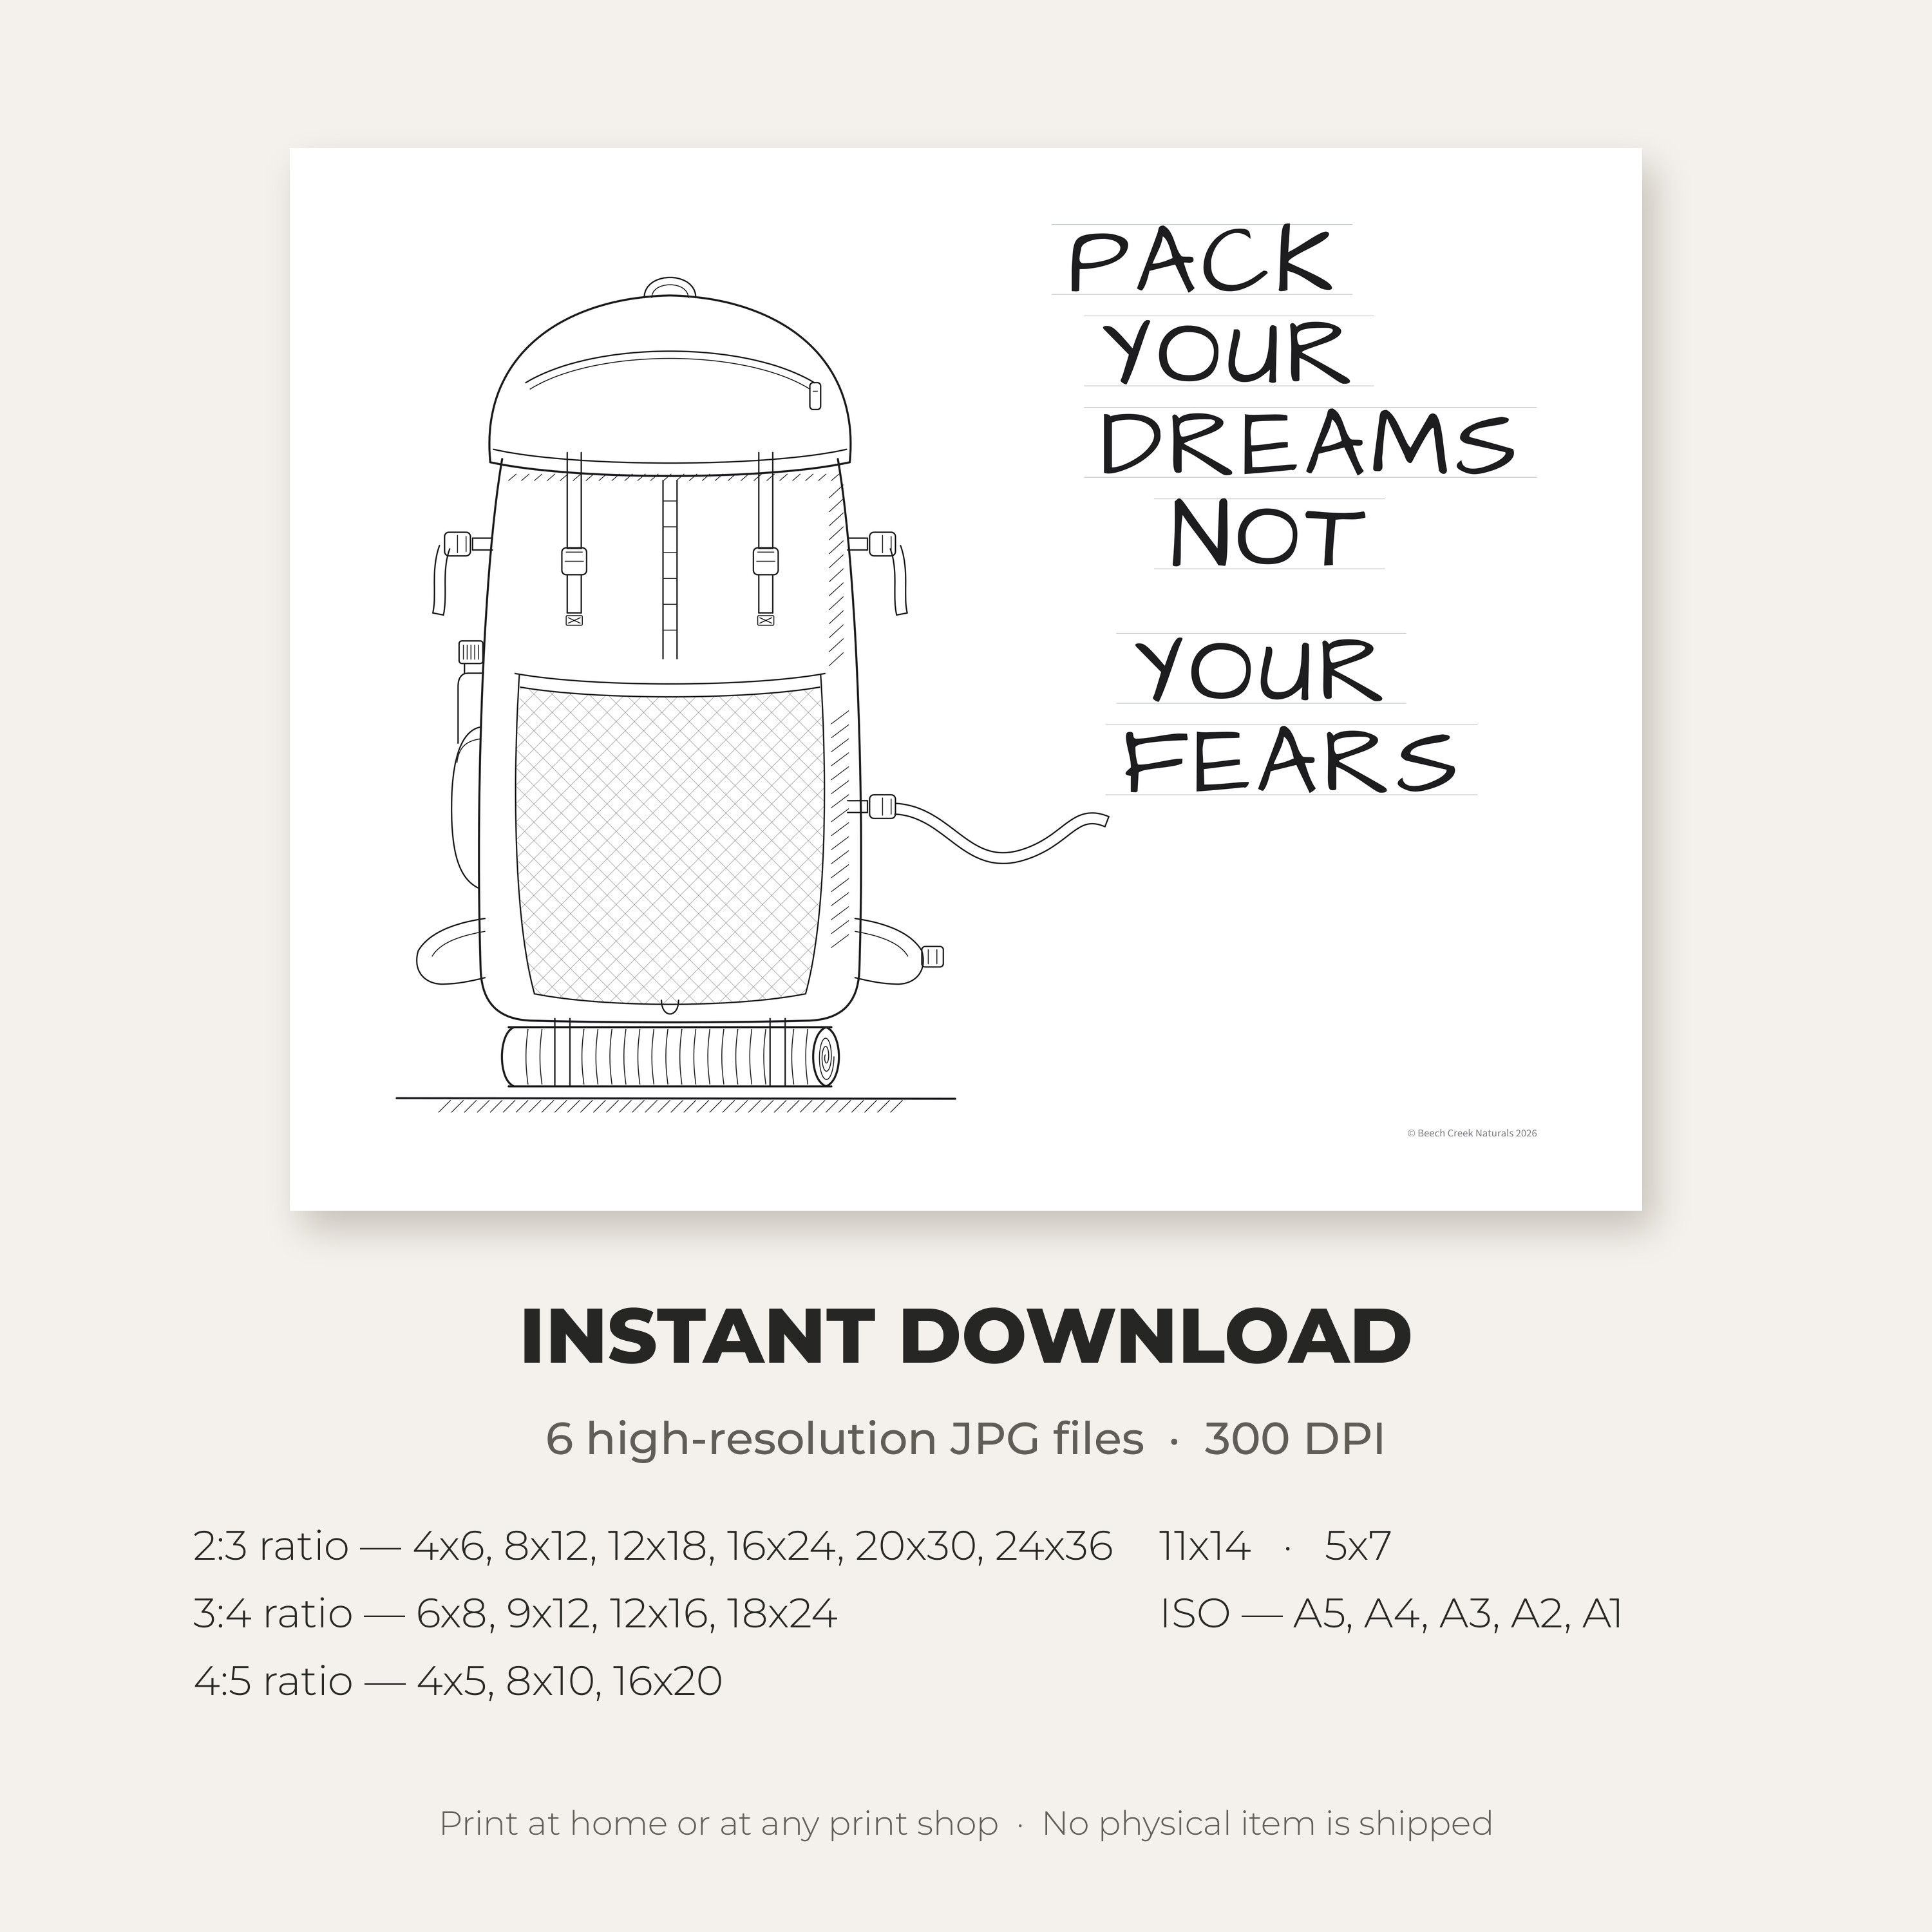 PACK
YOUR
DREAMS
NOT
YOUR
FEARS
© Beech Creek Naturals 2026
INSTANT DOWNLOAD
6 high-resolution JPG files · 300 DPI
2:3 ratio — 4x6, 8x12, 12x18, 16x24, 20x30, 24x36
3:4 ratio — 6x8, 9x12, 12x16, 18x24
4:5 ratio — 4x5, 8x10, 16x20
11x14 · 5x7
ISO — A5, A4, A3, A2, A1
Print at home or at any print shop · No physical item is shipped